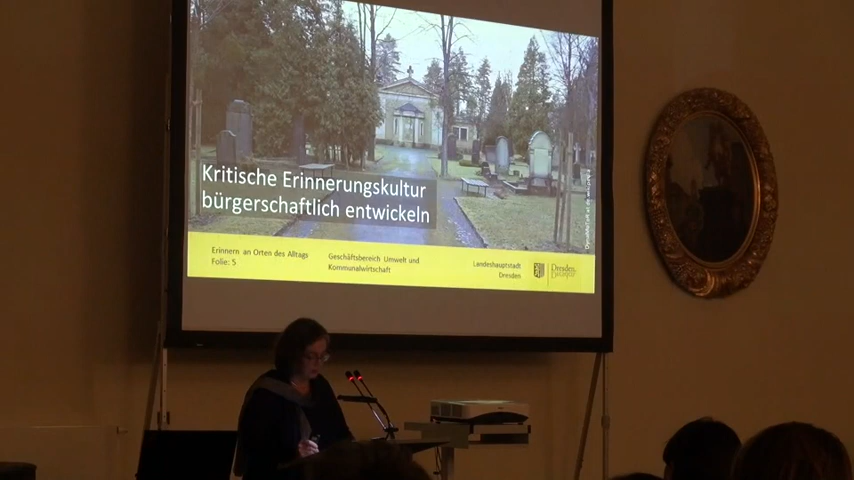 Kritische Erinnerungskultur
bürgerschaftlich entwickeln
Erinnern an Orten des Alltags
Folie: 5
Geschäftsbereich Umwelt und
Kommunalwirtschaft
Landeshauptstadt
Dresden
Dresden